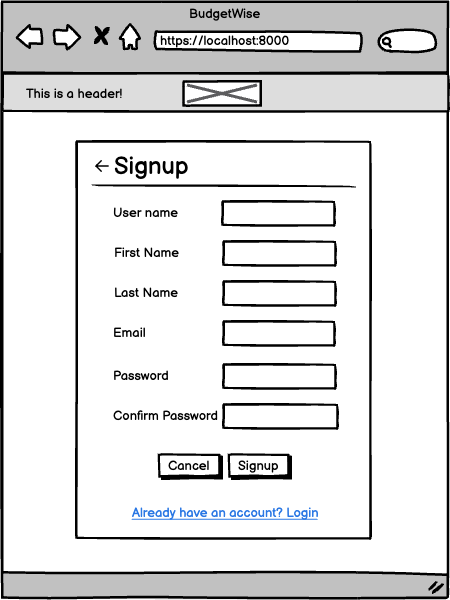 BudgetWise
https://localhost:8000
This is a header!
Signup
User name
First Name
Last Name
Email
Password
Confirm Password
Cancel Signup
Already have an account? Login